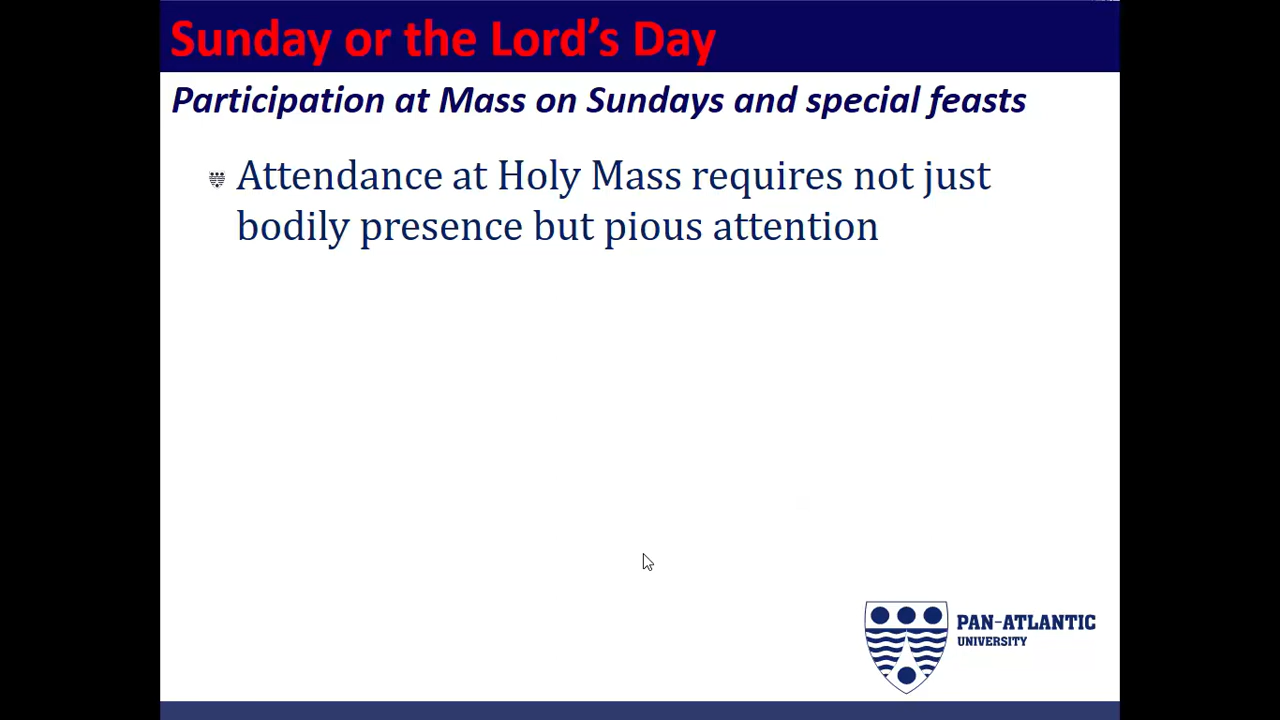 Sunday or the Lord’s Day
Participation at Mass on Sundays and special feasts
Attendance at Holy Mass requires not just
bodily presence but pious attention
PAN-ATLANTIC
UNIVERSITY